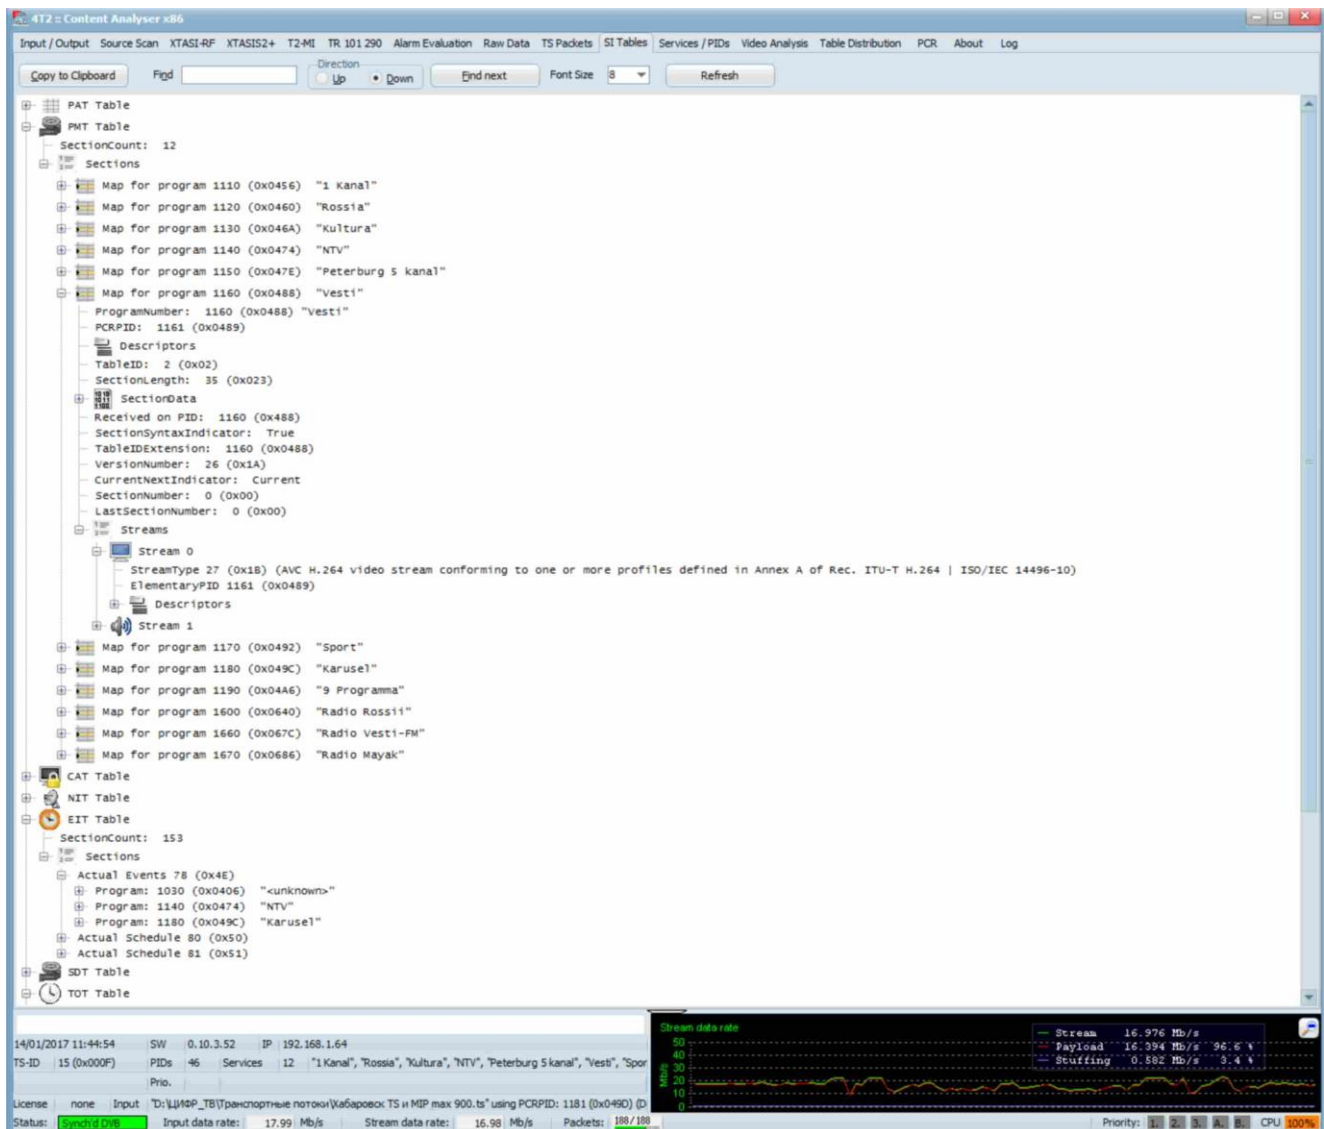 4T2 :: Content Analyser x86
Input / Output Source Scan XTASI-RF XTASIS2+ T2-MI TR 101 290 Alarm Evaluation Raw Data TS Packets SI Tables Services / PIDs Video Analysis Table Distribution PCR About Log
Copy to Clipboard Find Direction Up Down Find next Font Size 8 Refresh
PAT Table
PMT Table
SectionCount: 12
Sections
Map for program 1110 (0x0456) "1 Kanal"
Map for program 1120 (0x0460) "Rossia"
Map for program 1130 (0x046A) "Kultura"
Map for program 1140 (0x0474) "NTV"
Map for program 1150 (0x047E) "Peterburg 5 kanal"
Map for program 1160 (0x0488) "Vesti"
ProgramNumber: 1160 (0x0488) "Vesti"
PCRPID: 1161 (0x0489)
Descriptors
TableID: 2 (0x02)
SectionLength: 35 (0x023)
SectionData
Received on PID: 1160 (0x488)
SectionSyntaxIndicator: True
TableIDExtension: 1160 (0x0488)
VersionNumber: 26 (0x1A)
CurrentNextIndicator: Current
SectionNumber: 0 (0x00)
LastSectionNumber: 0 (0x00)
Streams
Stream 0
StreamType 27 (0x1B) (AVC H.264 video stream conforming to one or more profiles defined in Annex A of Rec. ITU-T H.264 | ISO/IEC 14496-10)
ElementaryPID 1161 (0x0489)
Descriptors
Stream 1
Map for program 1170 (0x0492) "Sport"
Map for program 1180 (0x049C) "Karusel"
Map for program 1190 (0x04A6) "9 Programma"
Map for program 1600 (0x0640) "Radio Rossii"
Map for program 1660 (0x067C) "Radio Vesti-FM"
Map for program 1670 (0x0686) "Radio Mayak"
CAT Table
NIT Table
EIT Table
SectionCount: 153
Sections
Actual Events 78 (0x4E)
Program: 1030 (0x0406) "<unknown>"
Program: 1140 (0x0474) "NTV"
Program: 1180 (0x049C) "Karusel"
Actual Schedule 80 (0x50)
Actual Schedule 81 (0x51)
SDT Table
TOT Table
14/01/2017 11:44:54 SW 0.10.3.52 IP 192.168.1.64
TS-ID 15 (0x000F) PIDs 46 Services 12 "1 Kanal", "Rossia", "Kultura", "NTV", "Peterburg 5 kanal", "Vesti", "Spor
Prio.
License none Input "D:\ЦИФР_ТВ\Транспортные потоки\Хабаровск TS и MIP max 900.ts" using PCRPID: 1181 (0x049D) (D
Status: Synch'd DVB Input data rate: 17.99 Mb/s Stream data rate: 16.98 Mb/s Packets: 188/188
Stream data rate
Mb/s
50
40
30
20
10
0
Stream 16.976 Mb/s
Payload 16.394 Mb/s 96.6 %
Stuffing 0.582 Mb/s 3.4 %
Priority: 1. 2. 3. A. B. CPU 100%